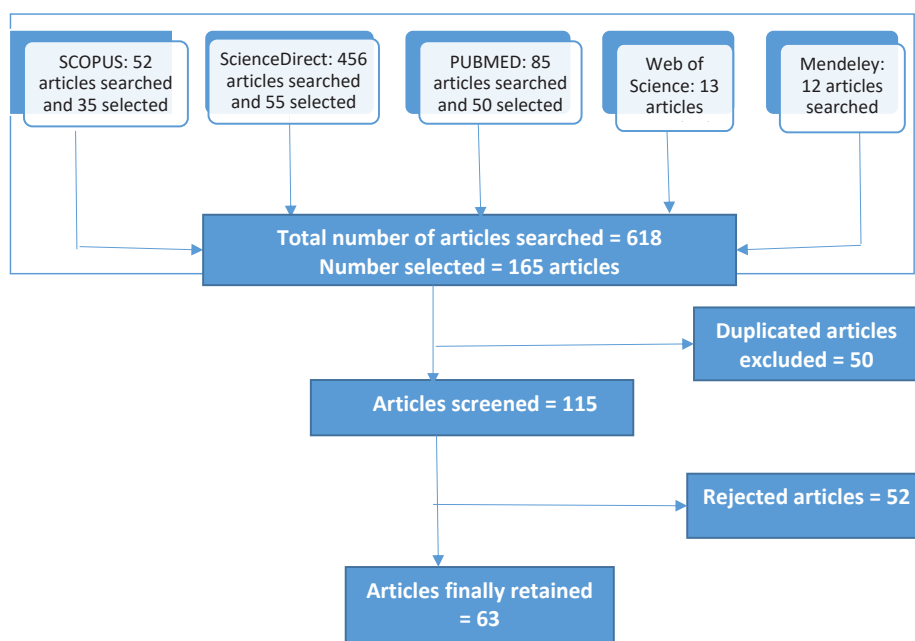 SCOPUS: 52
articles searched
and 35 selected
ScienceDirect: 456
articles searched
and 55 selected
PUBMED: 85
articles searched
and 50 selected
Web of
Science: 13
articles
Mendeley:
12 articles
searched
Total number of articles searched = 618
Number selected = 165 articles
Duplicated articles
excluded = 50
Articles screened = 115
Rejected articles = 52
Articles finally retained
= 63